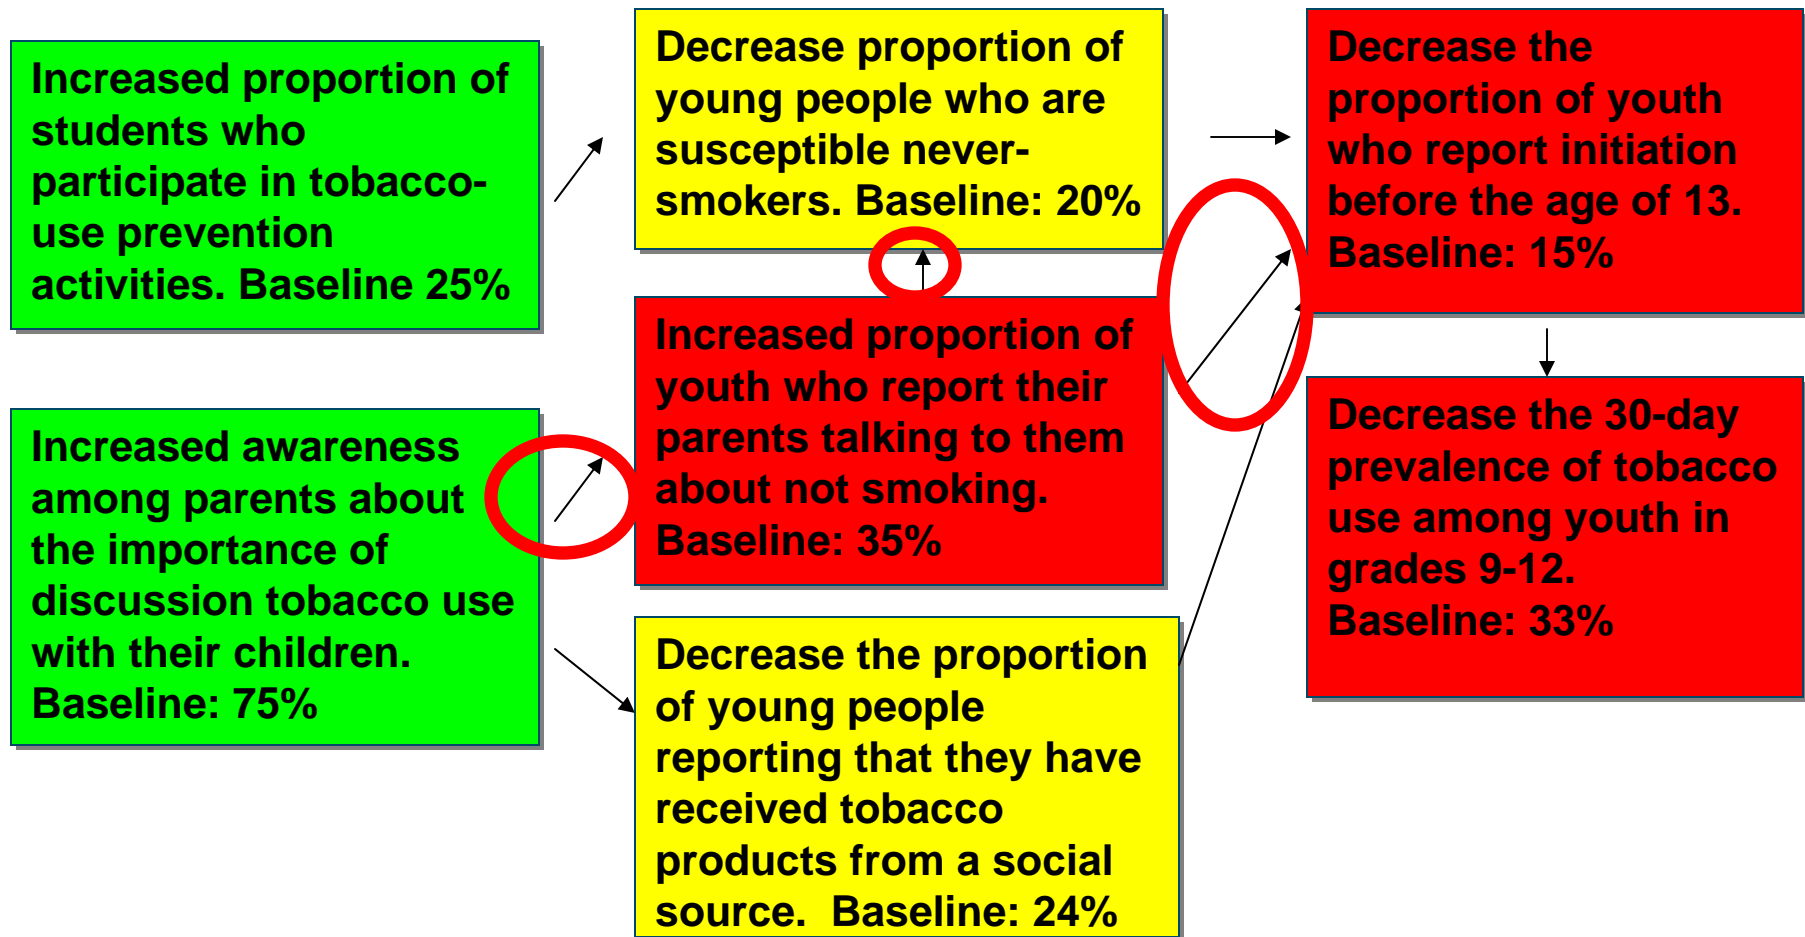 Increased proportion of
students who
participate in tobacco-
use prevention
activities. Baseline 25%
Increased awareness
among parents about
the importance of
discussion tobacco use
with their children.
Baseline: 75%
Decrease proportion of
young people who are
susceptible never-
smokers. Baseline: 20%
Increased proportion of
youth who report their
parents talking to them
about not smoking.
Baseline: 35%
Decrease the proportion
of young people
reporting that they have
received tobacco
products from a social
source.  Baseline: 24%
Decrease the
proportion of youth
who report initiation
before the age of 13.
Baseline: 15%
Decrease the 30-day
prevalence of tobacco
use among youth in
grades 9-12.
Baseline: 33%